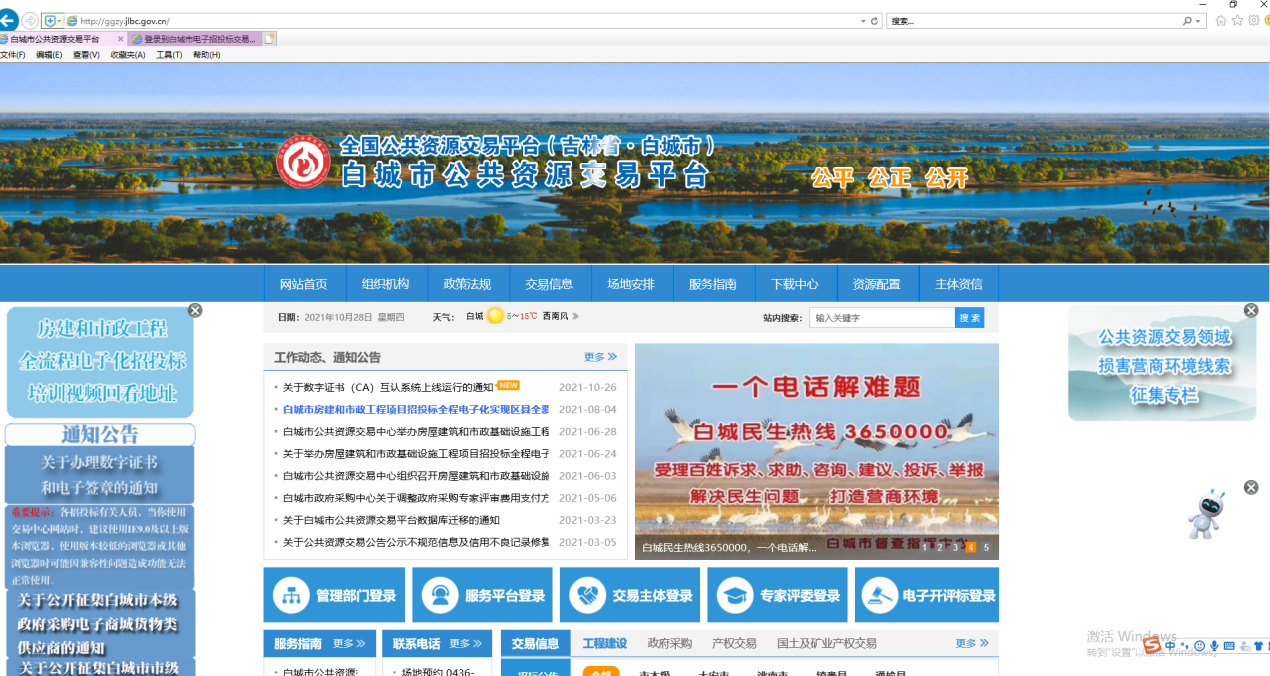 http://ggzy.jlbc.gov.cn/
搜索...
白城市公共资源交易平台
登录到白城市电子招投标交易...
文件(F) 编辑(E) 查看(V) 收藏夹(A) 工具(T) 帮助(H)
全国公共资源交易平台（吉林省·白城市）
白城市公共资源交易平台
公平 公正 公开
网站首页 组织机构 政策法规 交易信息 场地安排 服务指南 下载中心 资源配置 主体资信
日期：2021年10月28日 星期四 天气： 白城 5～15℃ 西南风
站内搜索： 输入关键字 搜 索
房建和市政工程
全流程电子化招投标
培训视频回看地址
通知公告
关于办理数字证书
和电子签章的通知
重要提示：各招投标有关人员，当你使用
交易中心网站时，建议使用IE9.0及以上版
本浏览器，使用版本较低的浏览器或其他
浏览器时可能因兼容性问题造成功能无法
正常使用。
关于公开征集白城市本级
政府采购电子商城货物类
供应商的通知
关于公开征集白城市市级
工作动态、通知公告 更多
关于数字证书（CA）互认系统上线运行的通知 NEW 2021-10-26
白城市房建和市政工程项目招投标全程电子化实现区县全 2021-08-04
白城市公共资源交易中心举办房屋建筑和市政基础设施工程 2021-06-28
关于举办房屋建筑和市政基础设施工程项目招投标全程电子 2021-06-24
白城市公共资源交易中心组织召开房屋建筑和市政基础设施 2021-06-03
白城市政府采购中心关于调整政府采购专家评审费用支付方 2021-05-06
关于白城市公共资源交易平台数据库迁移的通知 2021-03-23
关于公共资源交易公告公示不规范信息及信用不良记录修复 2021-03-05
一个电话解难题
白城民生热线 3650000
受理百姓诉求、求助、咨询、建议、投诉、举报
解决民生问题 打造营商环境
白城市督查指挥中心
白城民生热线3650000，一个电话解... 1 2 3 4 5
公共资源交易领域
损害营商环境线索
征集专栏
管理部门登录 服务平台登录 交易主体登录 专家评委登录 电子开评标登录
服务指南 更多
联系电话 更多
交易信息 工程建设 政府采购 产权交易 国土及矿业产权交易 更多
白城市公共资源:
场地预约 0436-
招标公告 全部 市本级 大安市 洮南市 镇赉县 通榆县
激活 Windows
转到"设置"以激活 Windows。
中